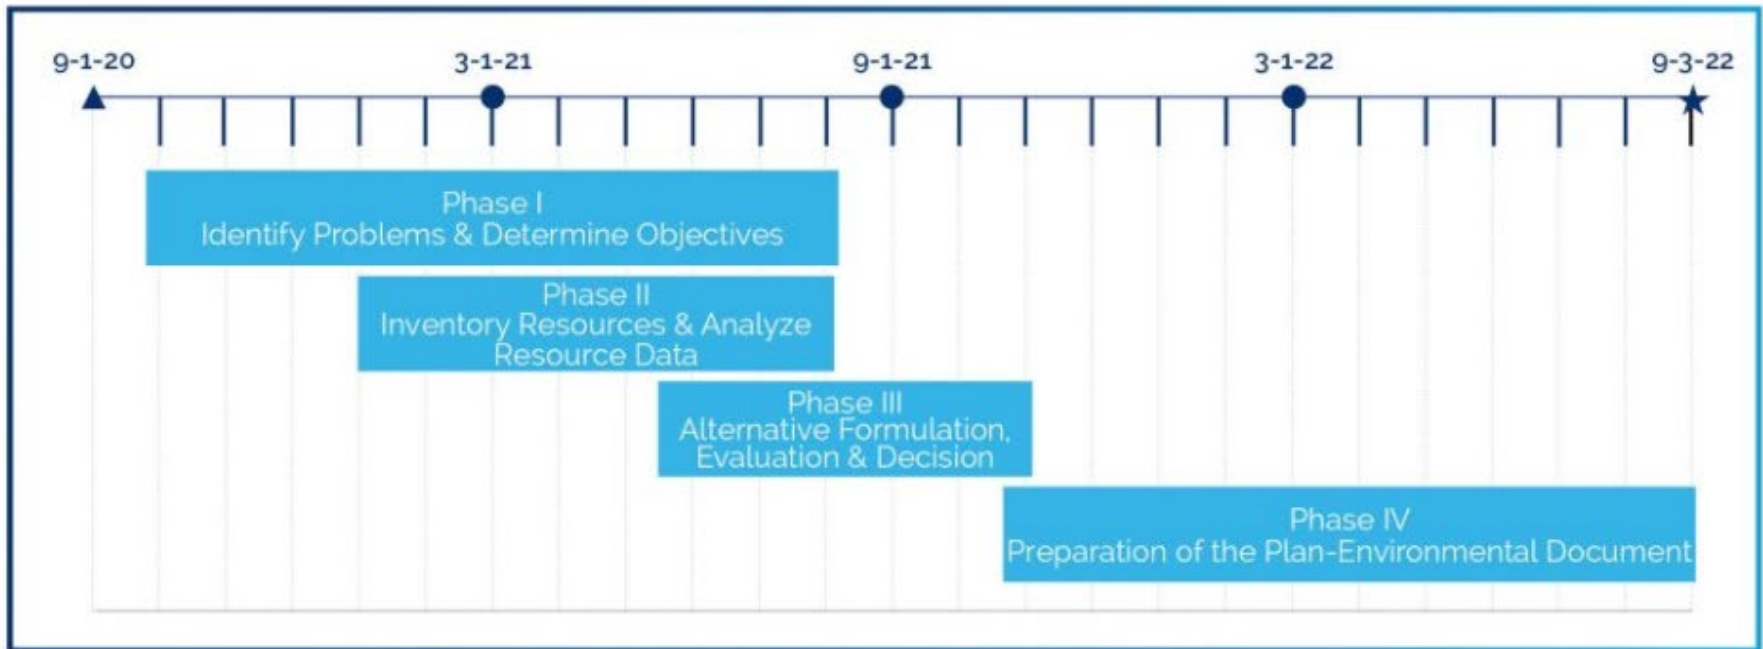 9-1-20
3-1-21
9-1-21
3-1-22
9-3-22
Phase I
Identify Problems & Determine Objectives
Phase II
Inventory Resources & Analyze
Resource Data
Phase III
Alternative Formulation,
Evaluation & Decision
Phase IV
Preparation of the Plan-Environmental Document